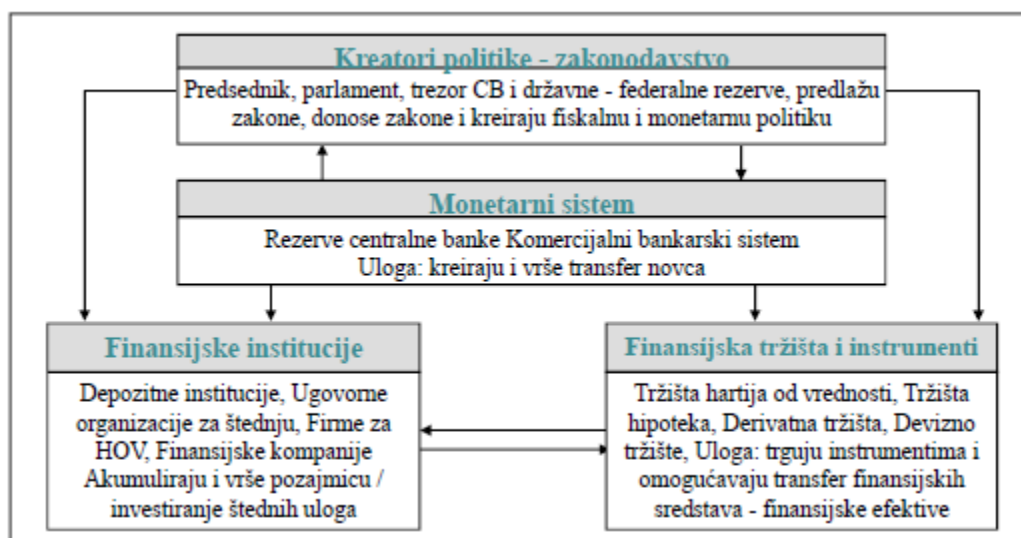 Kreatori politike - zakonodavstvo
Predsednik, parlament, trezor CB i državne - federalne rezerve, predlažu
zakone, donose zakone i kreiraju fiskalnu i monetarnu politiku
Monetarni sistem
Rezerve centralne banke Komercijalni bankarski sistem
Uloga: kreiraju i vrše transfer novca
Finansijske institucije
Depozitne institucije, Ugovorne
organizacije za štednju, Firme za
HOV, Finansijske kompanije
Akumuliraju i vrše pozajmicu /
investiranje štednih uloga
Finansijska tržišta i instrumenti
Tržišta hartija od vrednosti, Tržišta
hipoteka, Derivatna tržišta, Devizno
tržište, Uloga: trguju instrumentima i
omogućavaju transfer finansijskih
sredstava - finansijske efektive